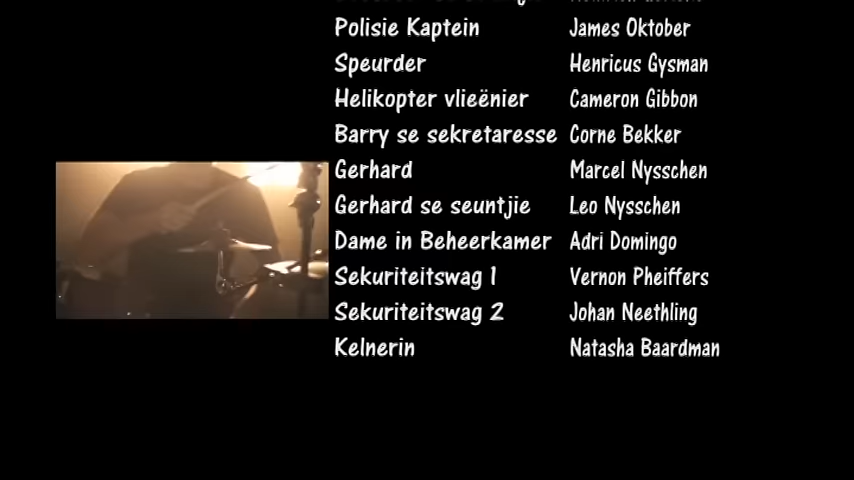 Polisie Kaptein James Oktober
Speurder Henricus Gysman
Helikopter vlieënier Cameron Gibbon
Barry se sekretaresse Corne Bekker
Gerhard Marcel Nysschen
Gerhard se seuntjie Leo Nysschen
Dame in Beheerkamer Adri Domingo
Sekuriteitswag 1 Vernon Pheiffers
Sekuriteitswag 2 Johan Neethling
Kelnerin Natasha Baardman